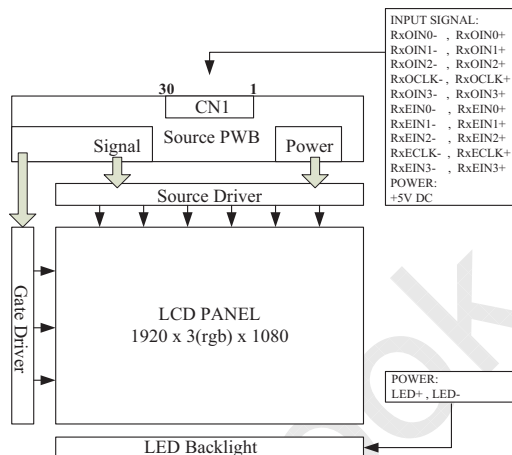 INPUT SIGNAL:
RxOIN0- , RxOIN0+
RxOIN1- , RxOIN1+
RxOIN2- , RxOIN2+
RxOCLK- , RxOCLK+
RxOIN3- , RxOIN3+
RxEIN0- , RxEIN0+
RxEIN1- , RxEIN1+
RxEIN2- , RxEIN2+
RxECLK- , RxECLK+
RxEIN3- , RxEIN3+
POWER:
+5V DC
30 1
CN1
Source PWB
Signal Power
Source Driver
Gate Driver
LCD PANEL
1920 x 3(rgb) x 1080
POWER:
LED+ , LED-
LED Backlight